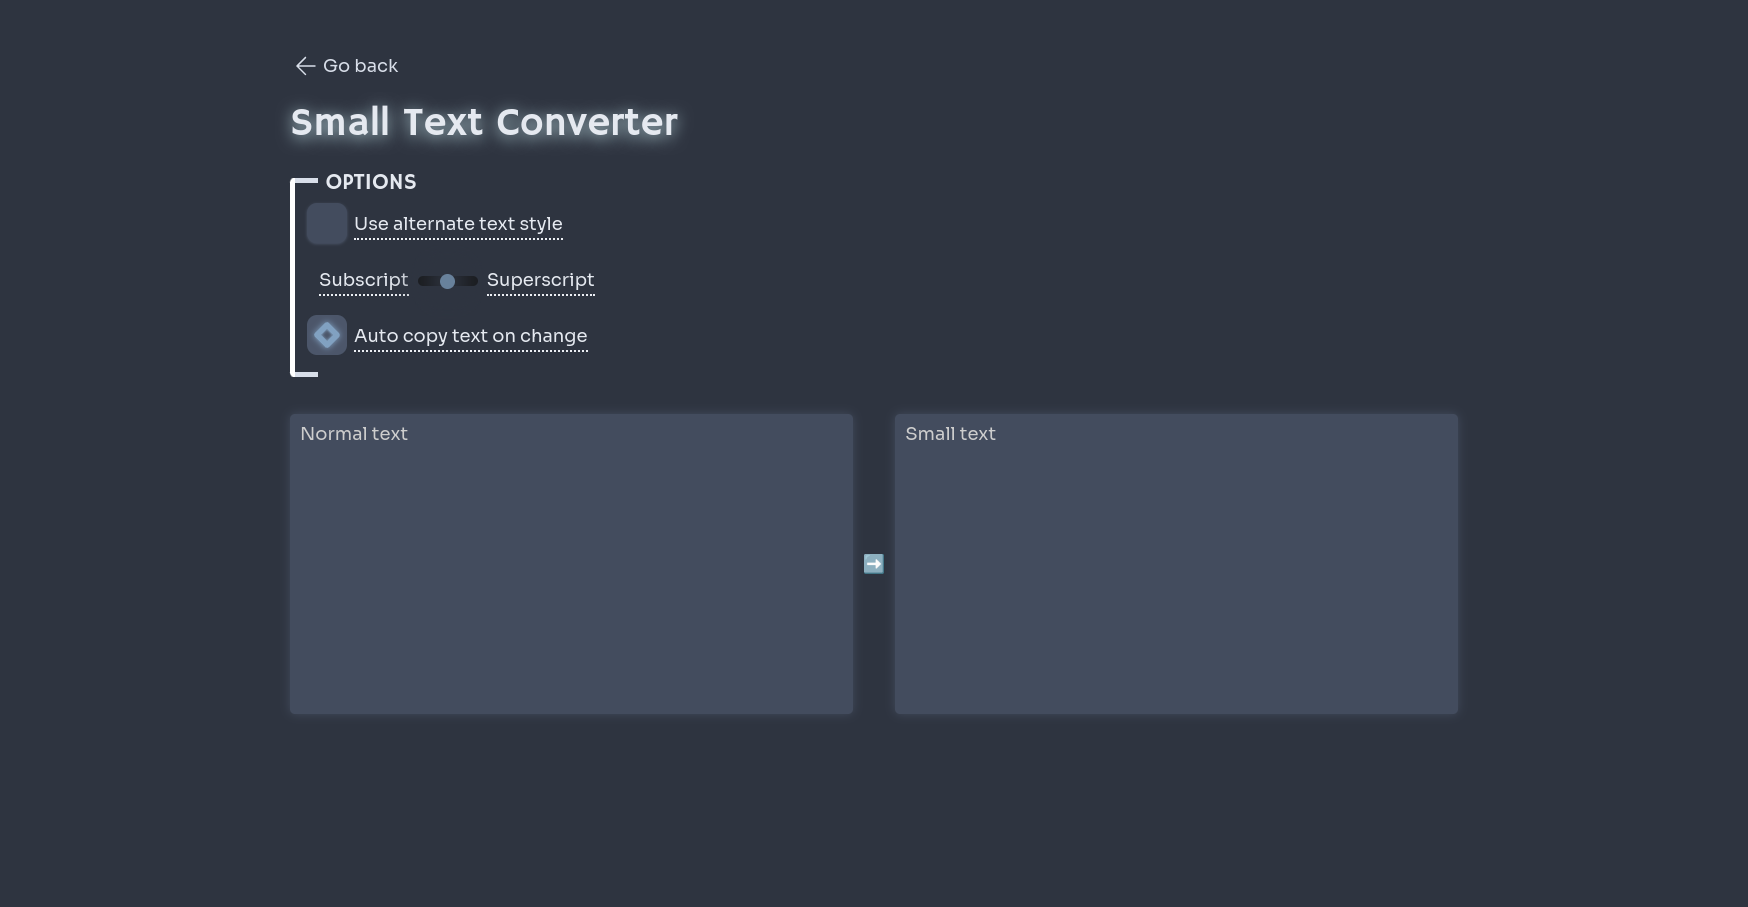 Go back
Small Text Converter
OPTIONS
Use alternate text style
Subscript Superscript
Auto copy text on change
Normal text
Small text